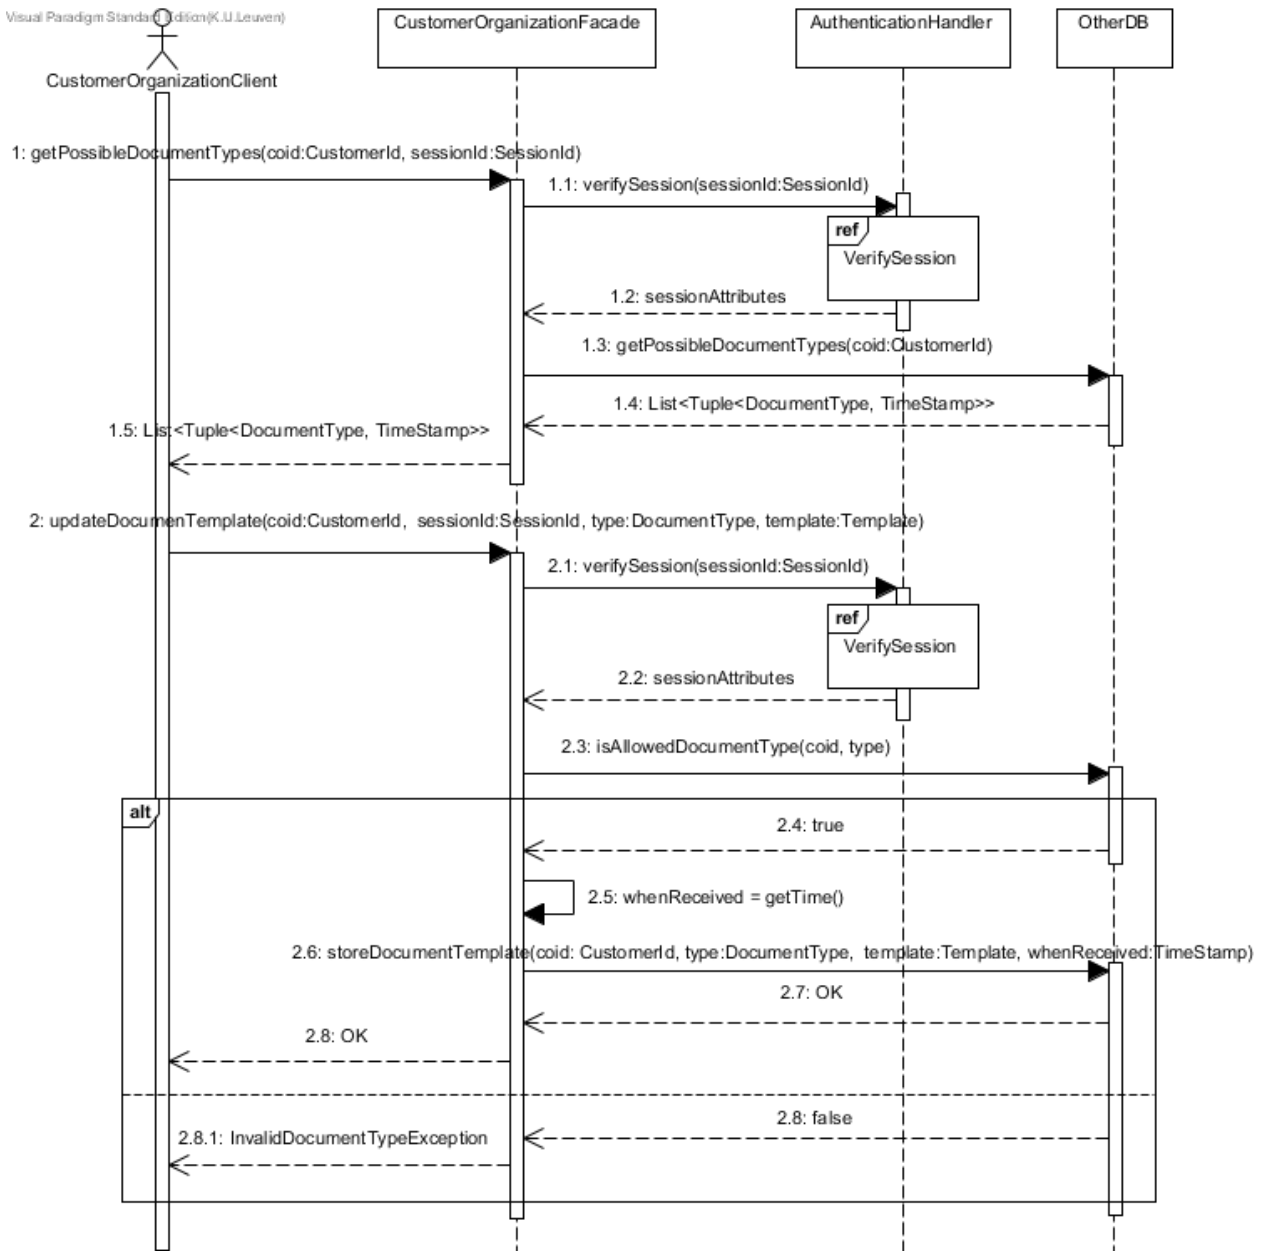 Visual Paradigm Standard Edition(K.U.Leuven)
CustomerOrganizationClient
CustomerOrganizationFacade
AuthenticationHandler
OtherDB
1: getPossibleDocumentTypes(coid:CustomerId, sessionId:SessionId)
1.1: verifySession(sessionId:SessionId)
ref
VerifySession
1.2: sessionAttributes
1.3: getPossibleDocumentTypes(coid:CustomerId)
1.4: List<Tuple<DocumentType, TimeStamp>>
1.5: List<Tuple<DocumentType, TimeStamp>>
2: updateDocumenTemplate(coid:CustomerId, sessionId:SessionId, type:DocumentType, template:Template)
2.1: verifySession(sessionId:SessionId)
ref
VerifySession
2.2: sessionAttributes
2.3: isAllowedDocumentType(coid, type)
alt
2.4: true
2.5: whenReceived = getTime()
2.6: storeDocumentTemplate(coid: CustomerId, type:DocumentType, template:Template, whenReceived:TimeStamp)
2.7: OK
2.8: OK
2.8: false
2.8.1: InvalidDocumentTypeException